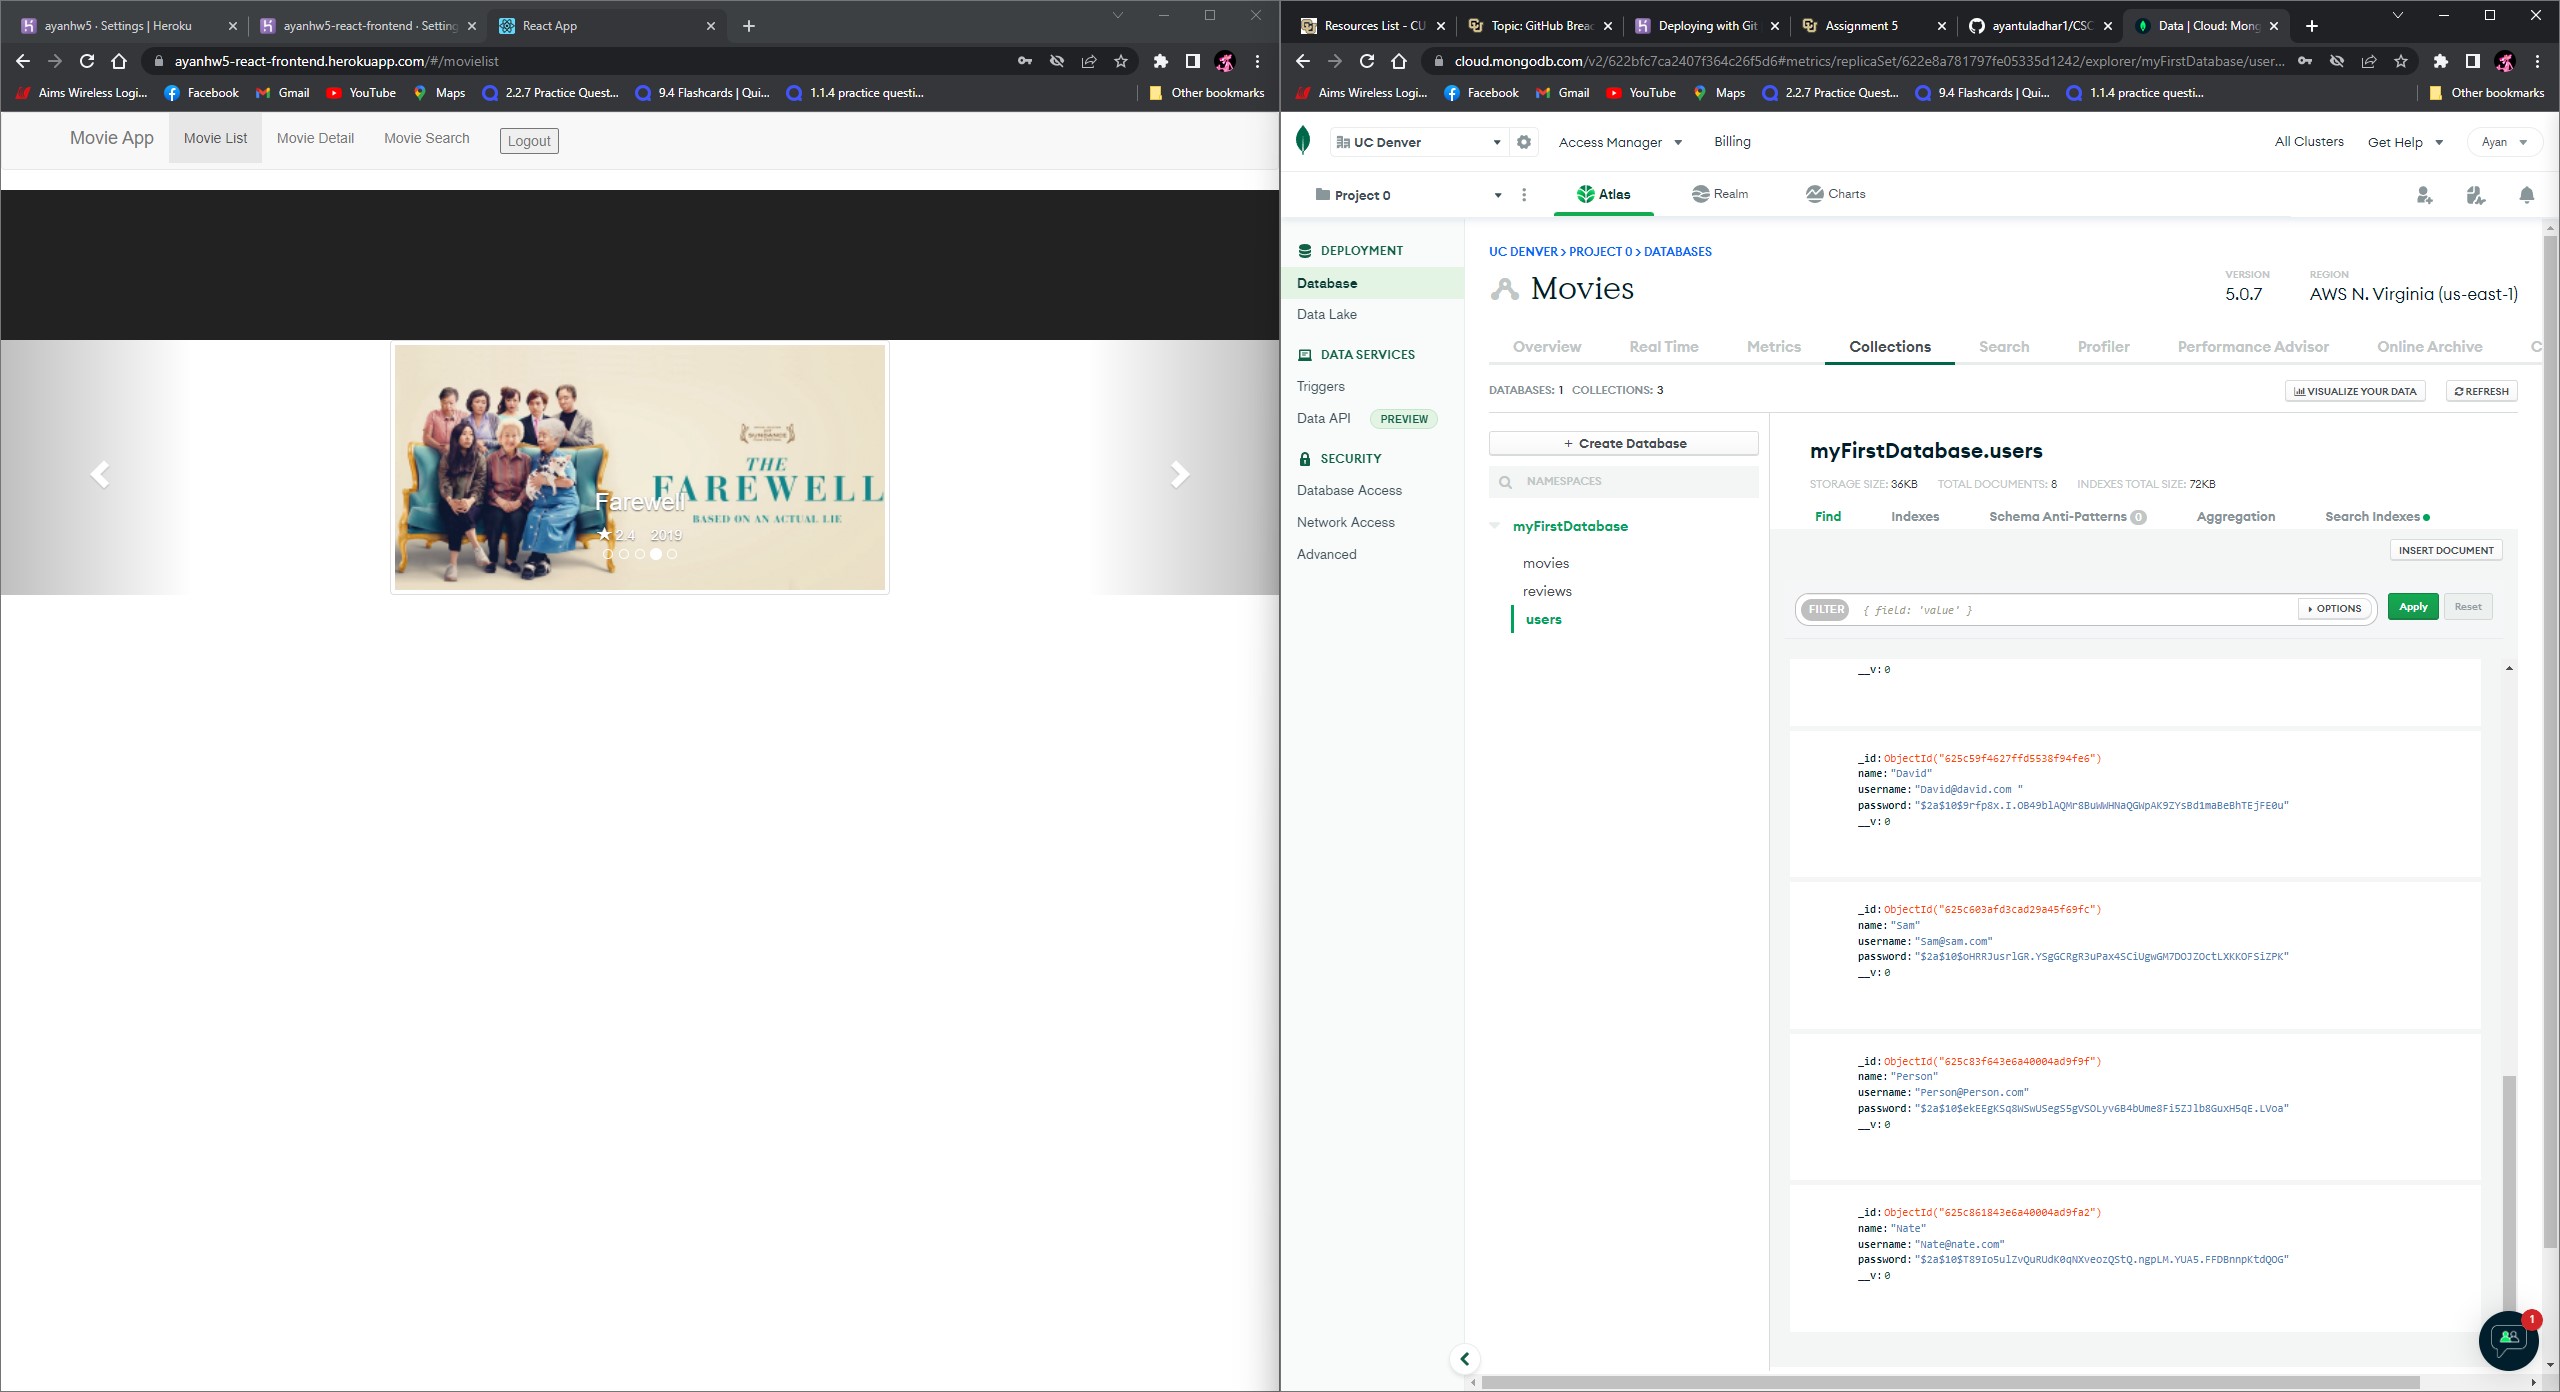 ayanhw5 · Settings | Heroku
ayanhw5-react-frontend · Setting
React App
ayanhw5-react-frontend.herokuapp.com/#/movielist
Aims Wireless Logi...
Facebook
Gmail
YouTube
Maps
2.2.7 Practice Quest...
9.4 Flashcards | Qui...
1.1.4 practice questi...
Other bookmarks
Movie App
Movie List
Movie Detail
Movie Search
Logout
SUNDANCE
THE
FAREWELL
BASED ON AN ACTUAL LIE
Farewell
2.4 2019
Resources List - CU
Topic: GitHub Brea
Deploying with Git
Assignment 5
ayantuladhar1/CSC
Data | Cloud: Mong
cloud.mongodb.com/v2/622bfc7ca2407f364c26f5d6#metrics/replicaSet/622e8a781797fe05335d1242/explorer/myFirstDatabase/user...
Aims Wireless Logi...
Facebook
Gmail
YouTube
Maps
2.2.7 Practice Quest...
9.4 Flashcards | Qui...
1.1.4 practice questi...
Other bookmarks
UC Denver
Access Manager
Billing
All Clusters
Get Help
Ayan
Project 0
Atlas
Realm
Charts
DEPLOYMENT
Database
Data Lake
DATA SERVICES
Triggers
Data API PREVIEW
SECURITY
Database Access
Network Access
Advanced
UC DENVER > PROJECT 0 > DATABASES
Movies
VERSION
5.0.7
REGION
AWS N. Virginia (us-east-1)
Overview
Real Time
Metrics
Collections
Search
Profiler
Performance Advisor
Online Archive
C
DATABASES: 1 COLLECTIONS: 3
VISUALIZE YOUR DATA
REFRESH
+ Create Database
NAMESPACES
myFirstDatabase
movies
reviews
users
myFirstDatabase.users
STORAGE SIZE: 36KB TOTAL DOCUMENTS: 8 INDEXES TOTAL SIZE: 72KB
Find
Indexes
Schema Anti-Patterns 0
Aggregation
Search Indexes
INSERT DOCUMENT
FILTER { field: 'value' }
OPTIONS
Apply
Reset
__v: 0
_id: ObjectId("625c59f4627ffd5538f94fe6")
name: "David"
username: "David@david.com "
password: "$2a$10$9rfp8x.I.OB49blAQMr8BuWWHNaQGWpAK9ZYsBd1maBeBhTEjFE0u"
__v: 0
_id: ObjectId("625c603afd3cad29a45f69fc")
name: "Sam"
username: "Sam@sam.com"
password: "$2a$10$oHRRJusrlGR.YSgGCRgR3uPax4SCiUgwGM7DOJZOctLXKKOFSiZPK"
__v: 0
_id: ObjectId("625c83f643e6a40004ad9f9f")
name: "Person"
username: "Person@Person.com"
password: "$2a$10$ekEEgKSq8WSwUSegS5gVSOLyv6B4bUme8Fi5ZJlb8GuxH5qE.LVoa"
__v: 0
_id: ObjectId("625c861843e6a40004ad9fa2")
name: "Nate"
username: "Nate@nate.com"
password: "$2a$10$T89Io5ulZvQuRUdK0qNXveozQStQ.ngpLM.YUA5.FFDBnnpKtdQOG"
__v: 0
1